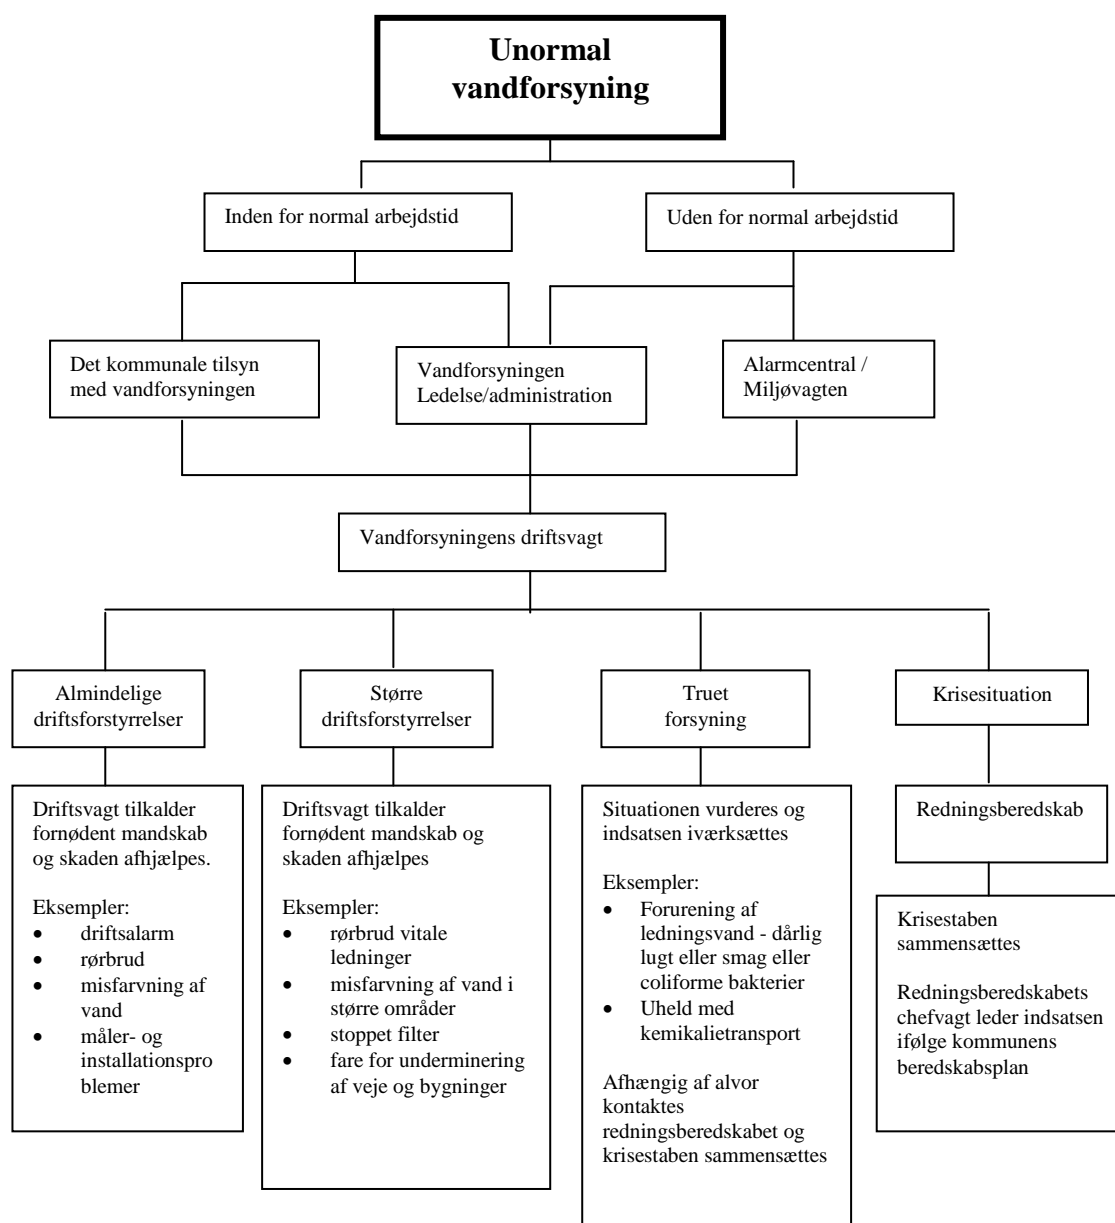 Unormal
vandforsyning
Inden for normal arbejdstid
Uden for normal arbejdstid
Det kommunale tilsyn
med vandforsyningen
Vandforsyningen
Ledelse/administration
Alarmcentral /
Miljøvagten
Vandforsyningens driftsvagt
Almindelige
driftsforstyrrelser
Større
driftsforstyrrelser
Truet
forsyning
Krisesituation
Driftsvagt tilkalder
fornødent mandskab
og skaden afhjælpes.
Eksempler:
• driftsalarm
• rørbrud
• misfarvning af
vand
• måler- og
installationspro
blemer
Driftsvagt tilkalder
fornødent mandskab og
skaden afhjælpes
Eksempler:
• rørbrud vitale
ledninger
• misfarvning af vand i
større områder
• stoppet filter
• fare for underminering
af veje og bygninger
Situationen vurderes og
indsatsen iværksættes
Eksempler:
• Forurening af
ledningsvand - dårlig
lugt eller smag eller
coliforme bakterier
• Uheld med
kemikalietransport
Afhængig af alvor
kontaktes
redningsberedskabet og
krisestaben sammensættes
Redningsberedskab
Krisestaben
sammensættes
Redningsberedskabets
chefvagt leder indsatsen
ifølge kommunens
beredskabsplan